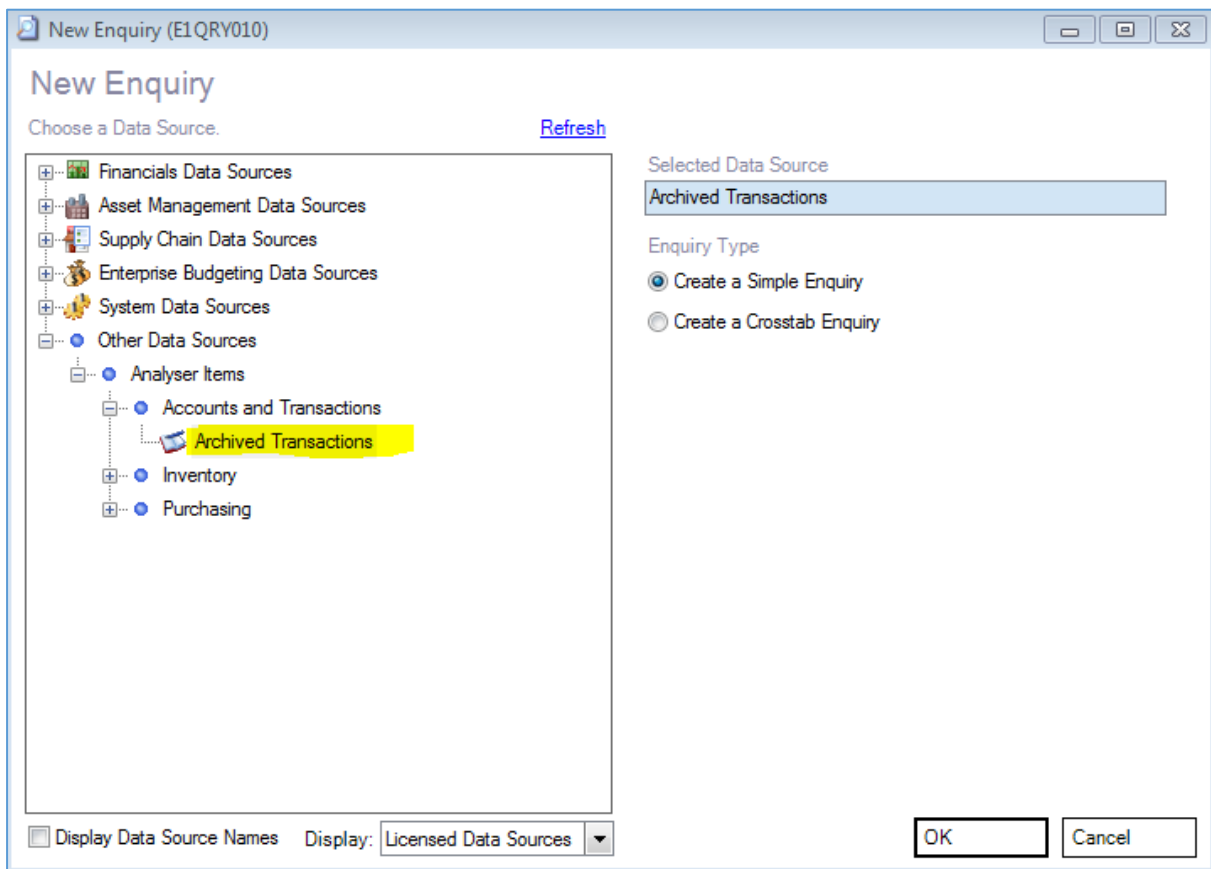 New Enquiry (E1QRY010)
New Enquiry
Choose a Data Source.
Refresh
Financials Data Sources
Asset Management Data Sources
Supply Chain Data Sources
Enterprise Budgeting Data Sources
System Data Sources
Other Data Sources
Analyser Items
Accounts and Transactions
Archived Transactions
Inventory
Purchasing
Selected Data Source
Archived Transactions
Enquiry Type
Create a Simple Enquiry
Create a Crosstab Enquiry
Display Data Source Names
Display: Licensed Data Sources
OK
Cancel